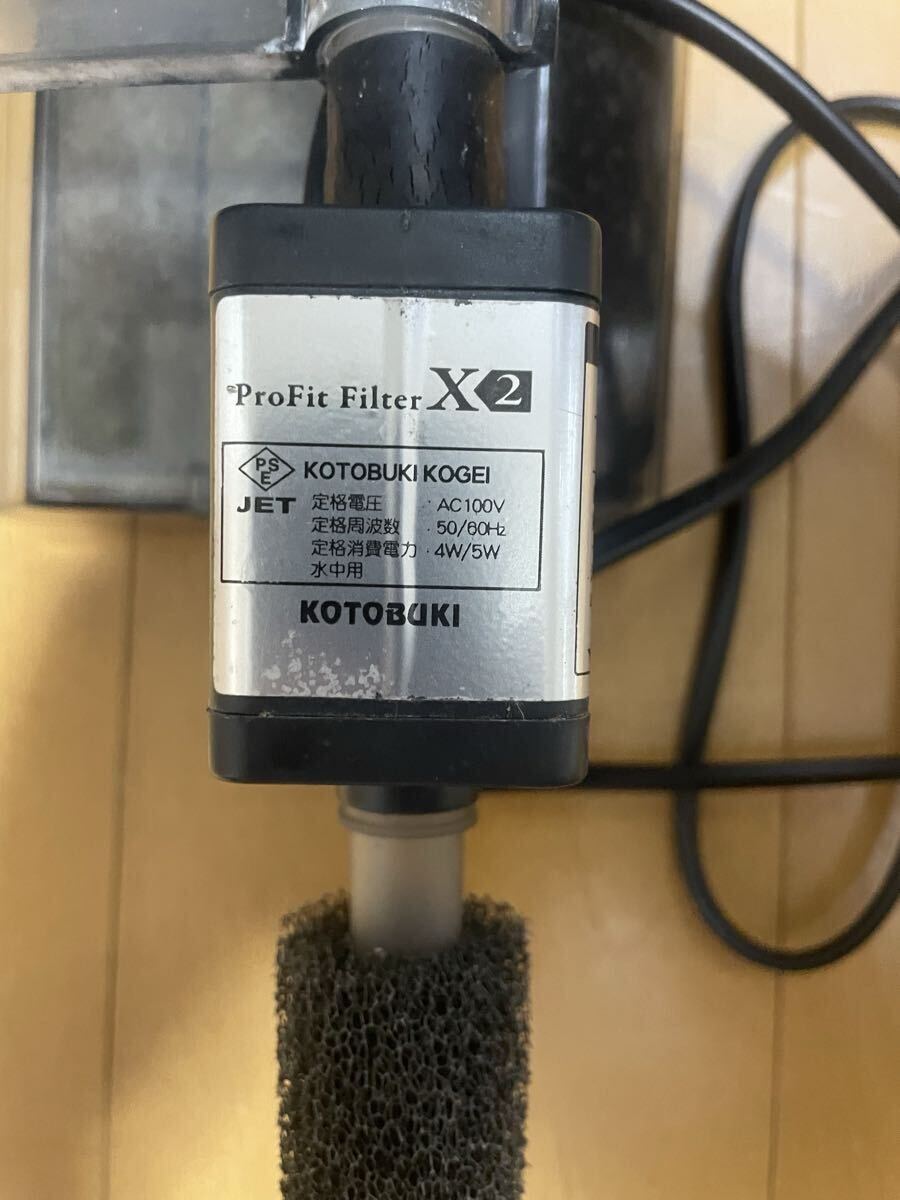 ProFit Filter X2
PSE KOTOBUKI KOGEI
JET 定格電圧 : AC100V
定格周波数 : 50/60Hz
定格消費電力 : 4W/5W
水中用
KOTOBUKI